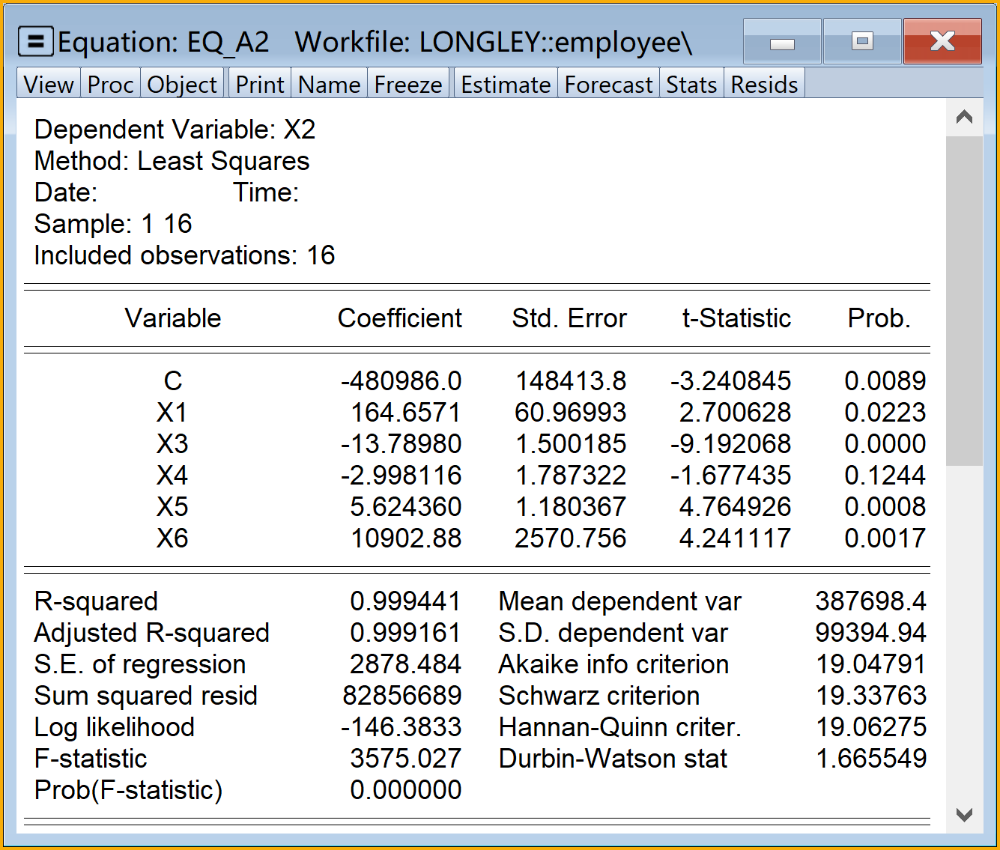 Equation: EQ_A2 Workfile: LONGLEY::employee\
View Proc Object Print Name Freeze Estimate Forecast Stats Resids
Dependent Variable: X2
Method: Least Squares
Date: Time:
Sample: 1 16
Included observations: 16
Variable Coefficient Std. Error t-Statistic Prob.
C -480986.0 148413.8 -3.240845 0.0089
X1 164.6571 60.96993 2.700628 0.0223
X3 -13.78980 1.500185 -9.192068 0.0000
X4 -2.998116 1.787322 -1.677435 0.1244
X5 5.624360 1.180367 4.764926 0.0008
X6 10902.88 2570.756 4.241117 0.0017
R-squared 0.999441 Mean dependent var 387698.4
Adjusted R-squared 0.999161 S.D. dependent var 99394.94
S.E. of regression 2878.484 Akaike info criterion 19.04791
Sum squared resid 82856689 Schwarz criterion 19.33763
Log likelihood -146.3833 Hannan-Quinn criter. 19.06275
F-statistic 3575.027 Durbin-Watson stat 1.665549
Prob(F-statistic) 0.000000